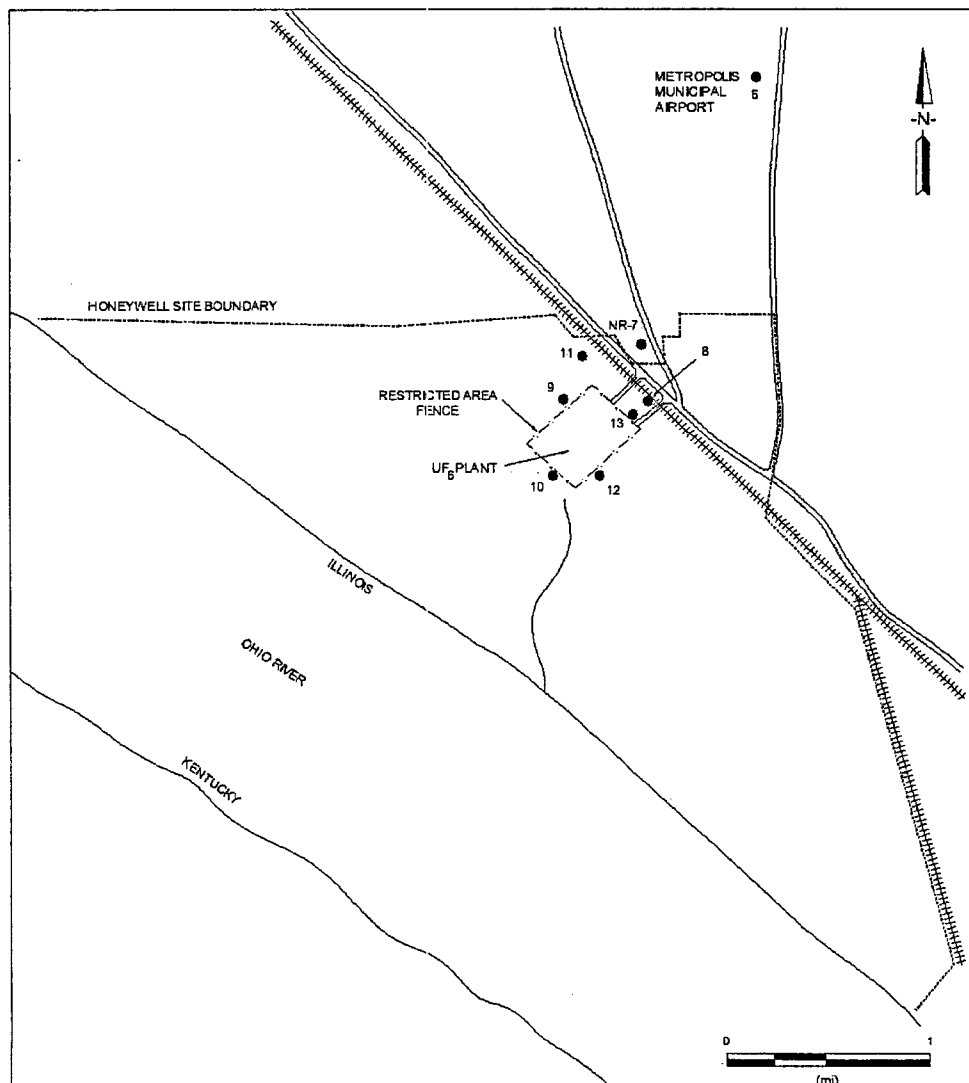 METROPOLIS
MUNICIPAL
AIRPORT
6
-N-
HONEYWELL SITE BOUNDARY
NR-7
11
8
9
RESTRICTED AREA
FENCE
13
UF6 PLANT
10
12
ILLINOIS
OHIO RIVER
KENTUCKY
0
1
(mi)